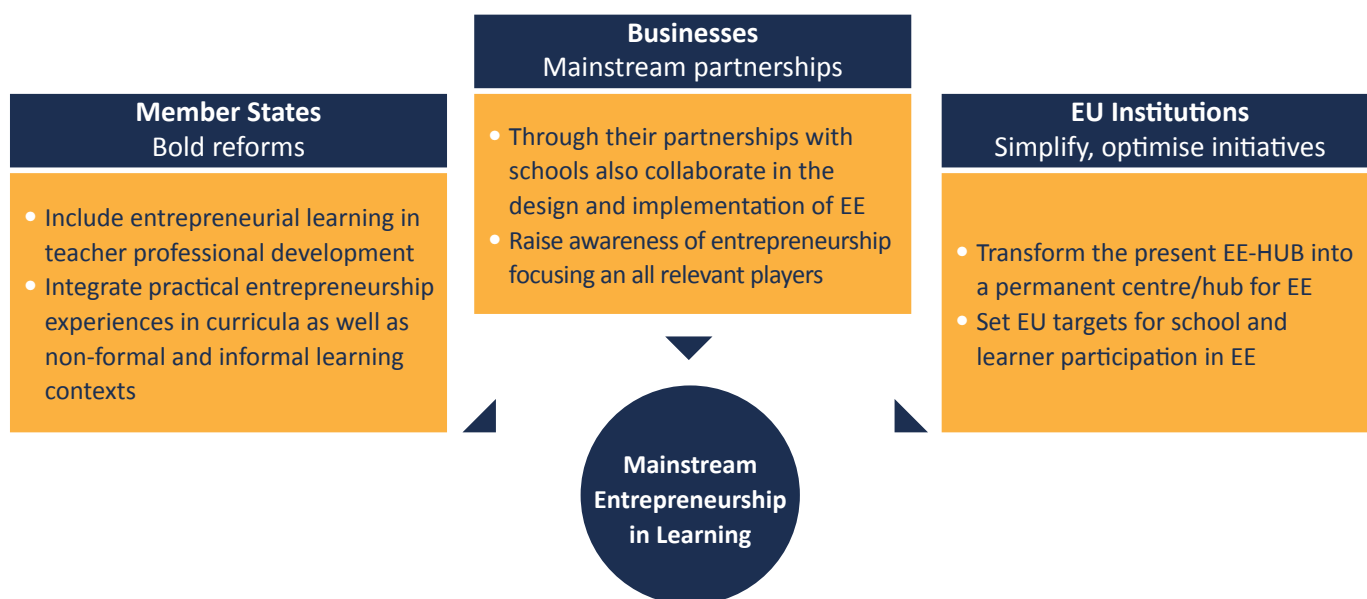 Member States
Bold reforms
• Include entrepreneurial learning in
teacher professional development
• Integrate practical entrepreneurship
experiences in curricula as well as
non-formal and informal learning
contexts
Businesses
Mainstream partnerships
• Through their partnerships with
schools also collaborate in the
design and implementation of EE
• Raise awareness of entrepreneurship
focusing an all relevant players
EU Institutions
Simplify, optimise initiatives
• Transform the present EE-HUB into
a permanent centre/hub for EE
• Set EU targets for school and
learner participation in EE
Mainstream
Entrepreneurship
in Learning